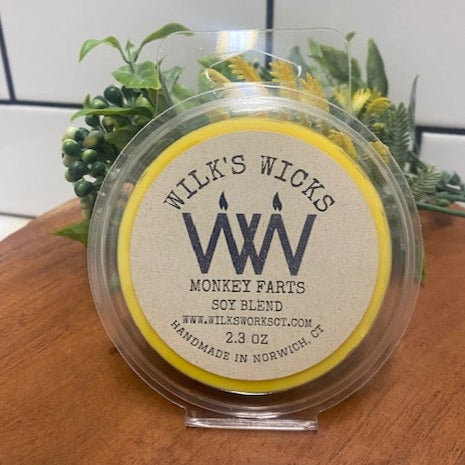 WILK'S WICKS
WW
MONKEY FARTS
SOY BLEND
WWW.WILKSWORKSCT.COM
2.3 OZ
HANDMADE IN NORWICH, CT